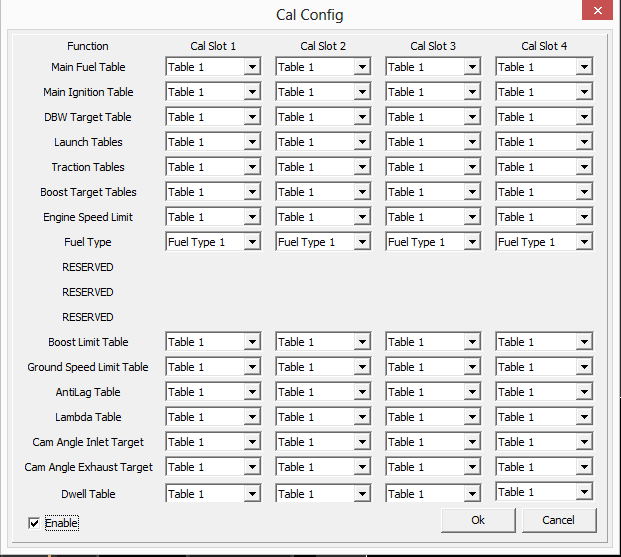 Cal Config
Function Cal Slot 1 Cal Slot 2 Cal Slot 3 Cal Slot 4
Main Fuel Table Table 1 Table 1 Table 1 Table 1
Main Ignition Table Table 1 Table 1 Table 1 Table 1
DBW Target Table Table 1 Table 1 Table 1 Table 1
Launch Tables Table 1 Table 1 Table 1 Table 1
Traction Tables Table 1 Table 1 Table 1 Table 1
Boost Target Tables Table 1 Table 1 Table 1 Table 1
Engine Speed Limit Table 1 Table 1 Table 1 Table 1
Fuel Type Fuel Type 1 Fuel Type 1 Fuel Type 1 Fuel Type 1
RESERVED
RESERVED
RESERVED
Boost Limit Table Table 1 Table 1 Table 1 Table 1
Ground Speed Limit Table Table 1 Table 1 Table 1 Table 1
AntiLag Table Table 1 Table 1 Table 1 Table 1
Lambda Table Table 1 Table 1 Table 1 Table 1
Cam Angle Inlet Target Table 1 Table 1 Table 1 Table 1
Cam Angle Exhaust Target Table 1 Table 1 Table 1 Table 1
Dwell Table Table 1 Table 1 Table 1 Table 1
Enable Ok Cancel